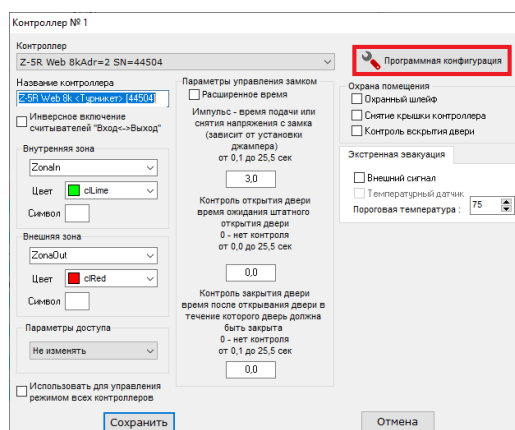 Контроллер № 1
Контроллер
Z-5R Web 8kAdr=2 SN=44504
Программная конфигурация
Название контроллера
Z-5R Web 8k <Турникет> [44504]
Инверсное включение
считывателей "Вход<->Выход"
Внутренняя зона
ZoneIn
Цвет
clLime
Символ
Внешняя зона
ZoneOut
Цвет
clRed
Символ
Параметры доступа
Не изменять
Использовать для управления
режимом всех контроллеров
Параметры управления замком
Расширенное время
Импульс - время подачи или
снятия напряжения с замка
(зависит от установки
джампера)
от 0,1 до 25,5 сек
3,0
Контроль открытия двери
время ожидания штатного
открытия двери
0 - нет контроля
от 0,0 до 25,5 сек
0,0
Контроль закрытия двери
время после открывания двери в
течение которого дверь должна
быть закрыта
0 - нет контроля
от 0,1 до 25,5 сек
0,0
Охрана помещения
Охранный шлейф
Снятие крышки контроллера
Контроль вскрытия двери
Экстренная эвакуация
Внешний сигнал
Температурный датчик
Пороговая температура :
75
Сохранить
Отмена